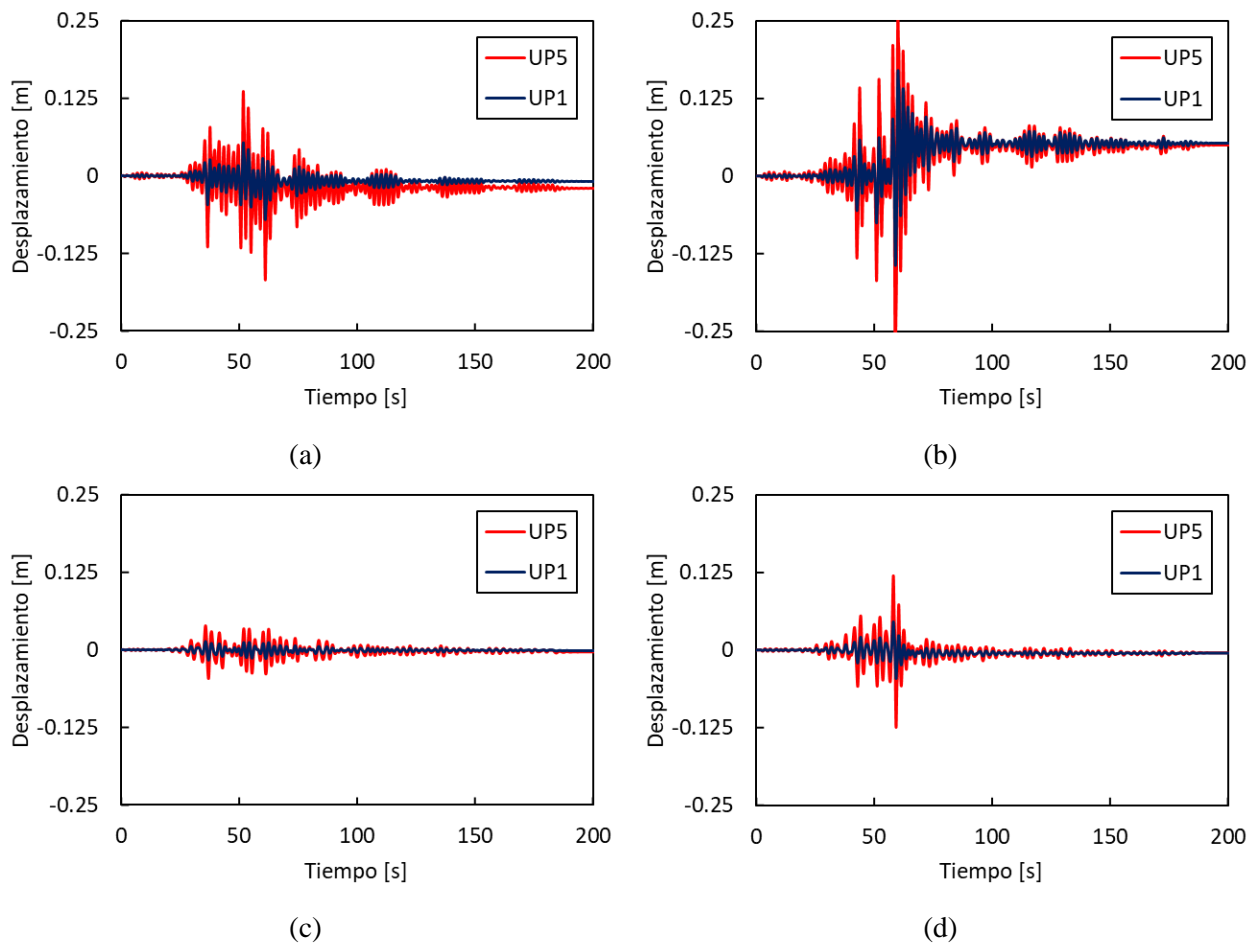 0.25
0.125
0
-0.125
-0.25
Desplazamiento [m]
0 50 100 150 200
Tiempo [s]
UP5
UP1
(a)
0.25
0.125
0
-0.125
-0.25
Desplazamiento [m]
0 50 100 150 200
Tiempo [s]
UP5
UP1
(b)
0.25
0.125
0
-0.125
-0.25
Desplazamiento [m]
0 50 100 150 200
Tiempo [s]
UP5
UP1
(c)
0.25
0.125
0
-0.125
-0.25
Desplazamiento [m]
0 50 100 150 200
Tiempo [s]
UP5
UP1
(d)